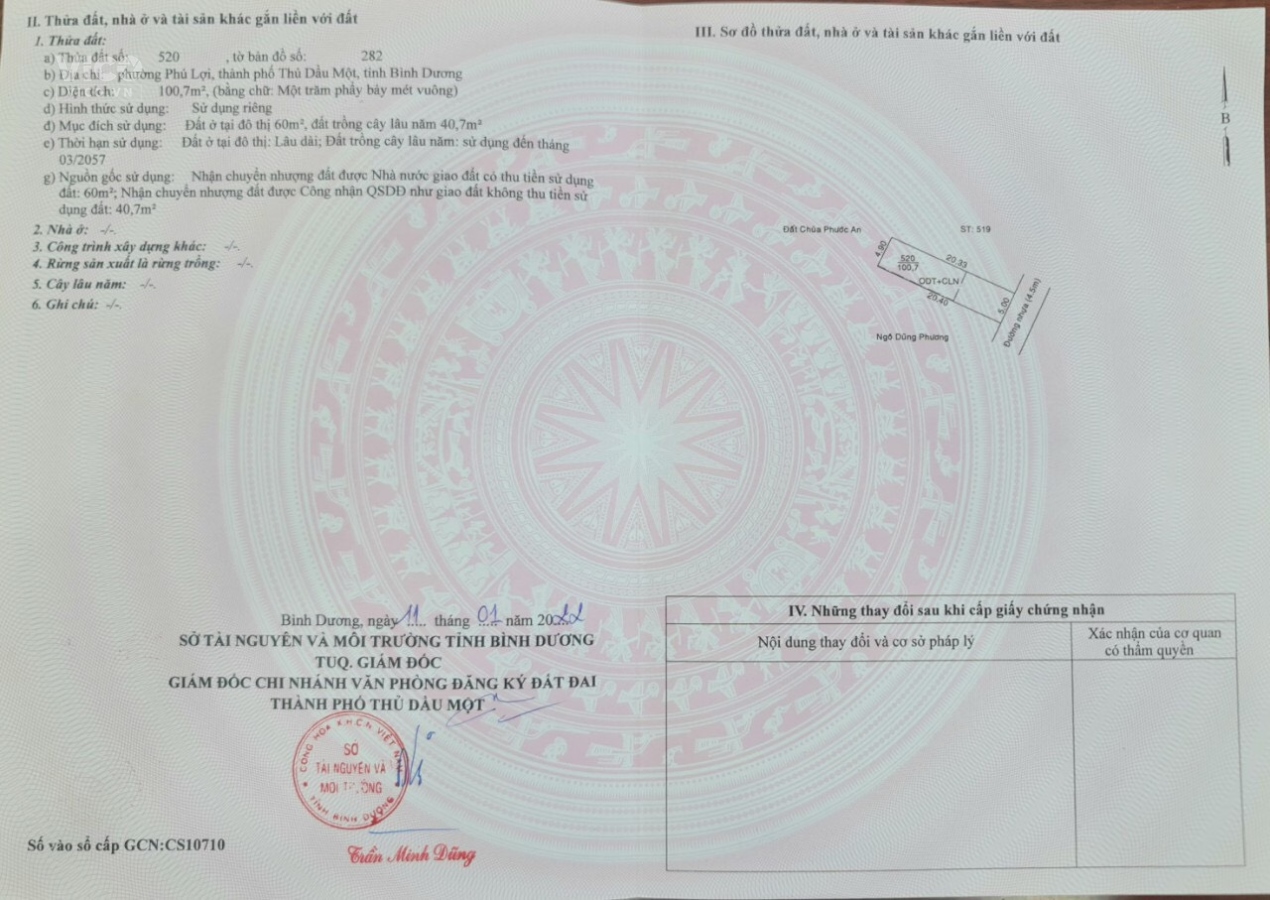 II. Thửa đất, nhà ở và tài sản khác gắn liền với đất
1. Thửa đất:
a) Thửa đất số: 520 , tờ bản đồ số: 282
b) Địa chỉ: phường Phú Lợi, thành phố Thủ Dầu Một, tỉnh Bình Dương
c) Diện tích: 100,7m², (bằng chữ: Một trăm phẩy bảy mét vuông)
d) Hình thức sử dụng: Sử dụng riêng
đ) Mục đích sử dụng: Đất ở tại đô thị 60m², đất trồng cây lâu năm 40,7m²
e) Thời hạn sử dụng: Đất ở tại đô thị: Lâu dài; Đất trồng cây lâu năm: sử dụng đến tháng
03/2057
g) Nguồn gốc sử dụng: Nhận chuyển nhượng đất được Nhà nước giao đất có thu tiền sử dụng
đất: 60m²; Nhận chuyển nhượng đất được Công nhận QSDĐ như giao đất không thu tiền sử
dụng đất: 40,7m²
2. Nhà ở: -/-.
3. Công trình xây dựng khác: -/-.
4. Rừng sản xuất là rừng trồng: -/-.
5. Cây lâu năm: -/-.
6. Ghi chú: -/-.
Bình Dương, ngày 11 tháng 01 năm 2022
SỞ TÀI NGUYÊN VÀ MÔI TRƯỜNG TỈNH BÌNH DƯƠNG
TUQ. GIÁM ĐỐC
GIÁM ĐỐC CHI NHÁNH VĂN PHÒNG ĐĂNG KÝ ĐẤT ĐAI
THÀNH PHỐ THỦ DẦU MỘT
CỘNG HÒA X.H.C.N VIỆT NAM
SỞ
TÀI NGUYÊN VÀ
MÔI TRƯỜNG
TỈNH BÌNH DƯƠNG
Trần Minh Dũng
Số vào sổ cấp GCN:CS10710
III. Sơ đồ thửa đất, nhà ở và tài sản khác gắn liền với đất
B
Đất Chùa Phước An
ST: 519
4.90
520
100,7
20.33
ODT+CLN
20.40
5.00
Đường nhựa (4.5m)
Ngô Dũng Phương
IV. Những thay đổi sau khi cấp giấy chứng nhận
Nội dung thay đổi và cơ sở pháp lý
Xác nhận của cơ quan
có thẩm quyền